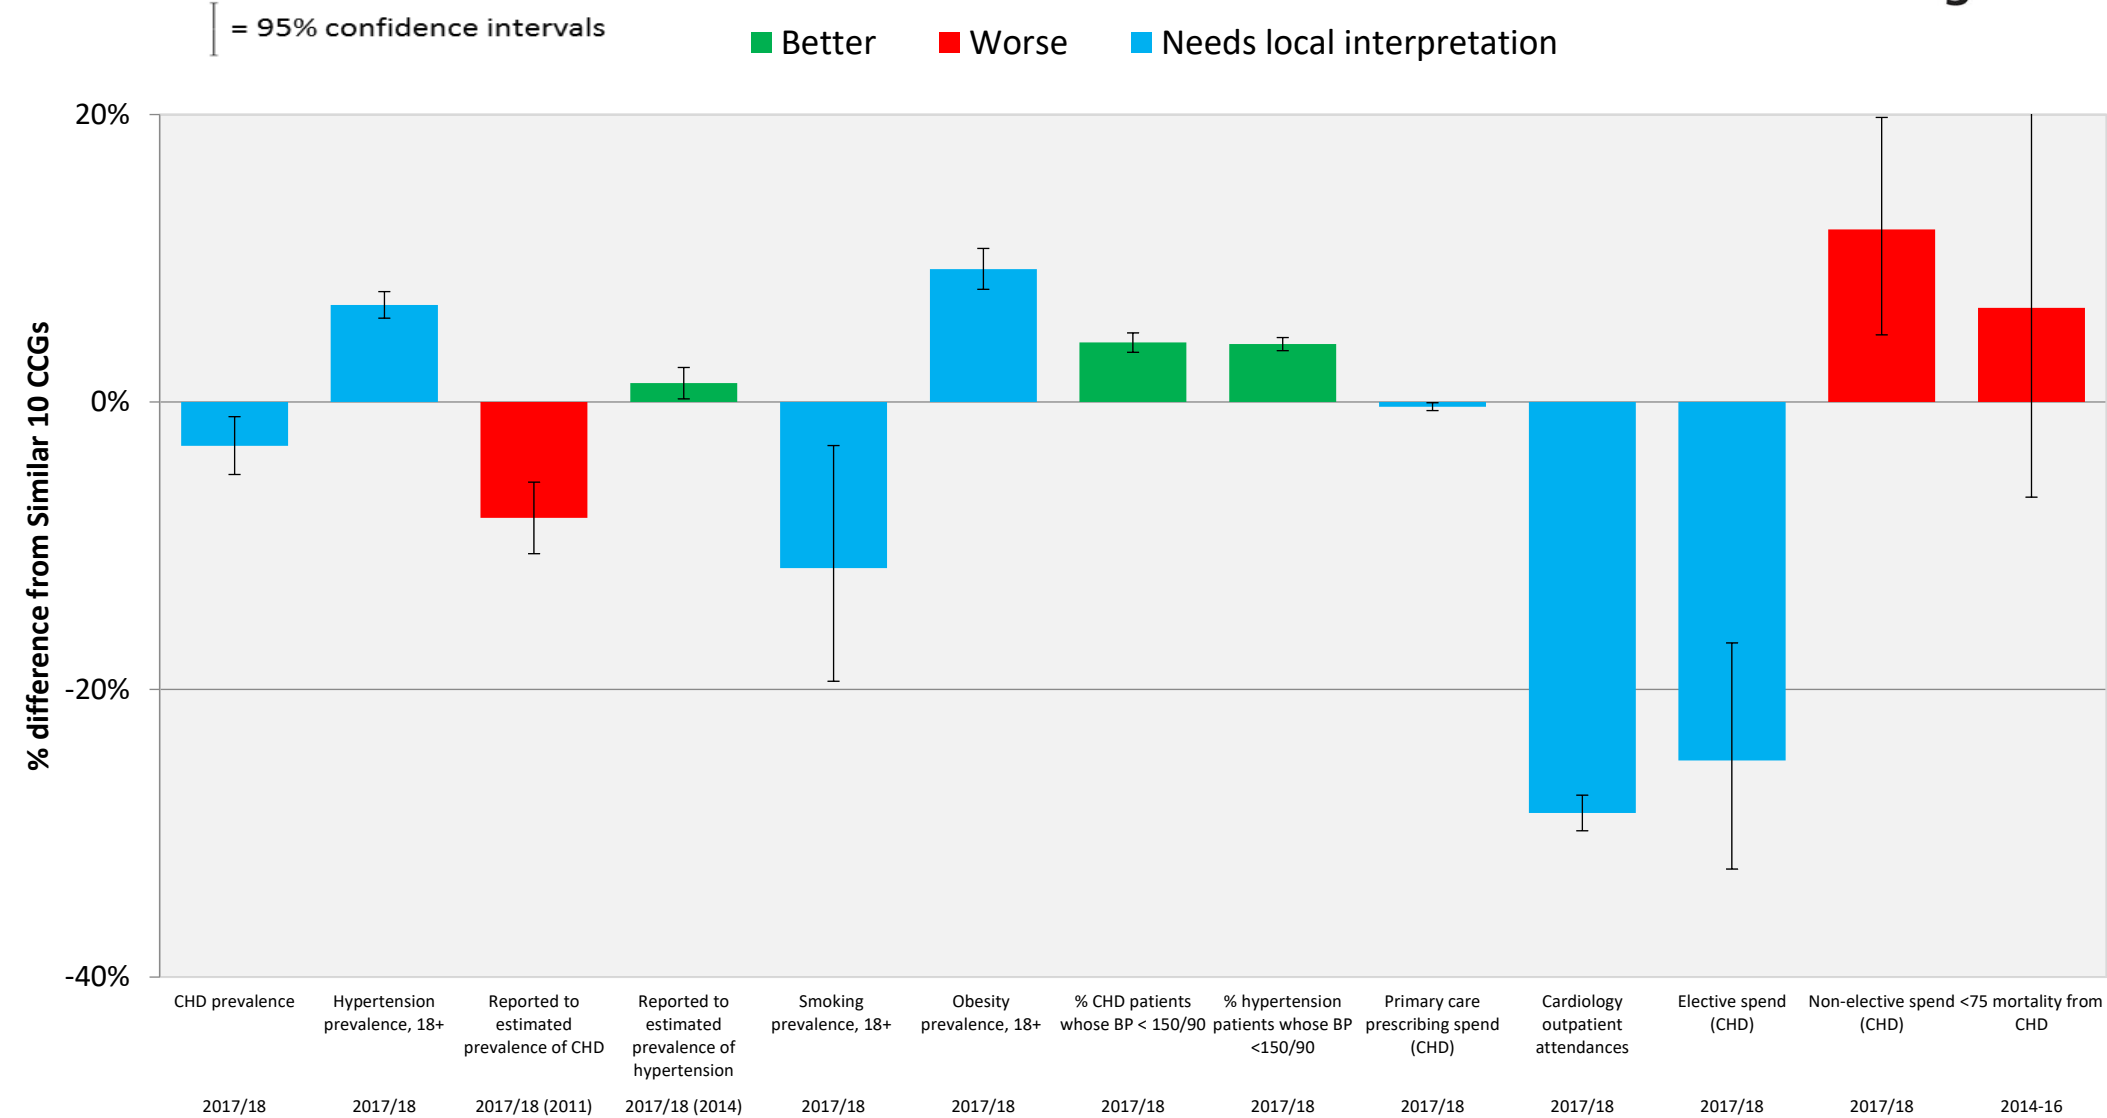 = 95% confidence intervals
Better
Worse
Needs local interpretation
20%
0%
-20%
-40%
% difference from Similar 10 CCGs
CHD prevalence
2017/18
Hypertension
prevalence, 18+
2017/18
Reported to
estimated
prevalence of CHD
2017/18 (2011)
Reported to
estimated
prevalence of
hypertension
2017/18 (2014)
Smoking
prevalence, 18+
2017/18
Obesity
prevalence, 18+
2017/18
% CHD patients
whose BP < 150/90
2017/18
% hypertension
patients whose BP
<150/90
2017/18
Primary care
prescribing spend
(CHD)
2017/18
Cardiology
outpatient
attendances
2017/18
Elective spend
(CHD)
2017/18
Non-elective spend
(CHD)
2017/18
<75 mortality from
CHD
2014-16